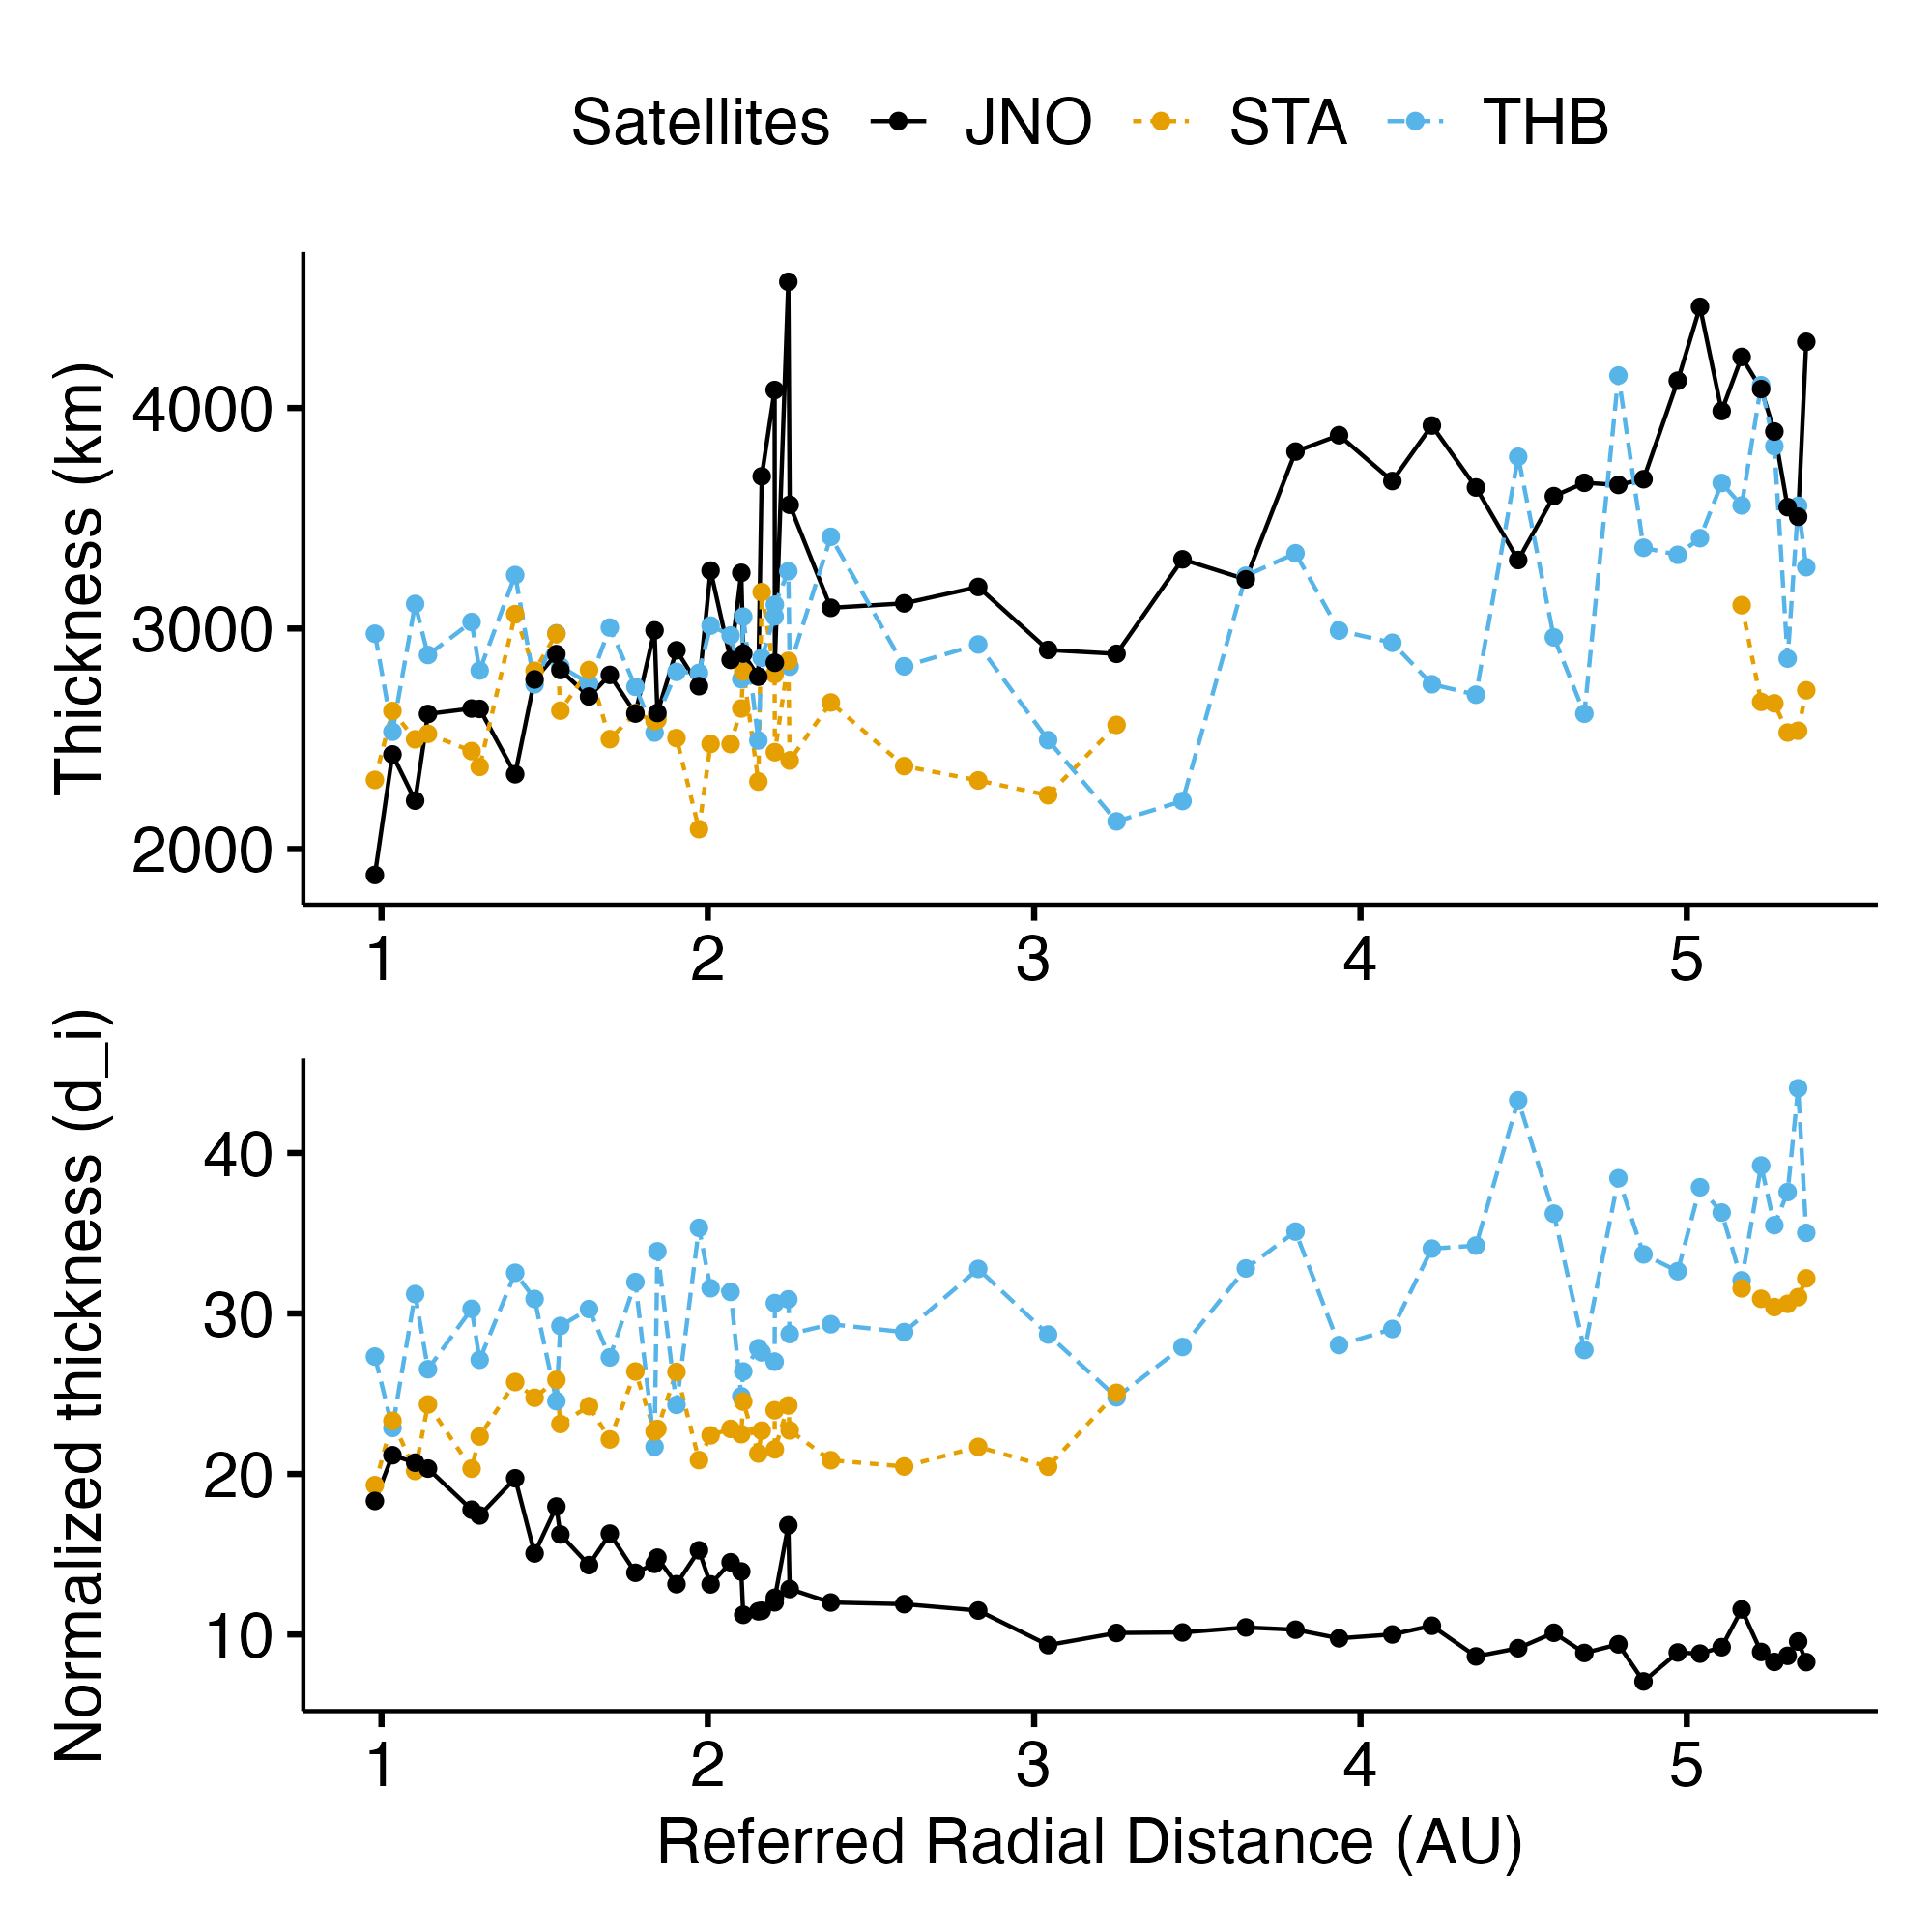 Satellites JNO STA THB
Thickness (km)
4000
3000
2000
1 2 3 4 5
Normalized thickness (d_i)
40
30
20
10
1 2 3 4 5
Referred Radial Distance (AU)